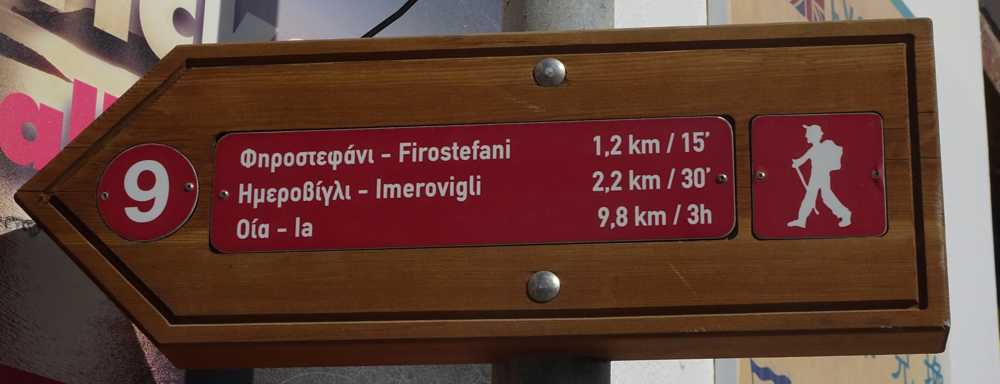 9
Φηροστεφάνι - Firostefani 1,2 km / 15'
Ημεροβίγλι - Imerovigli 2,2 km / 30'
Οία - Ia 9,8 km / 3h